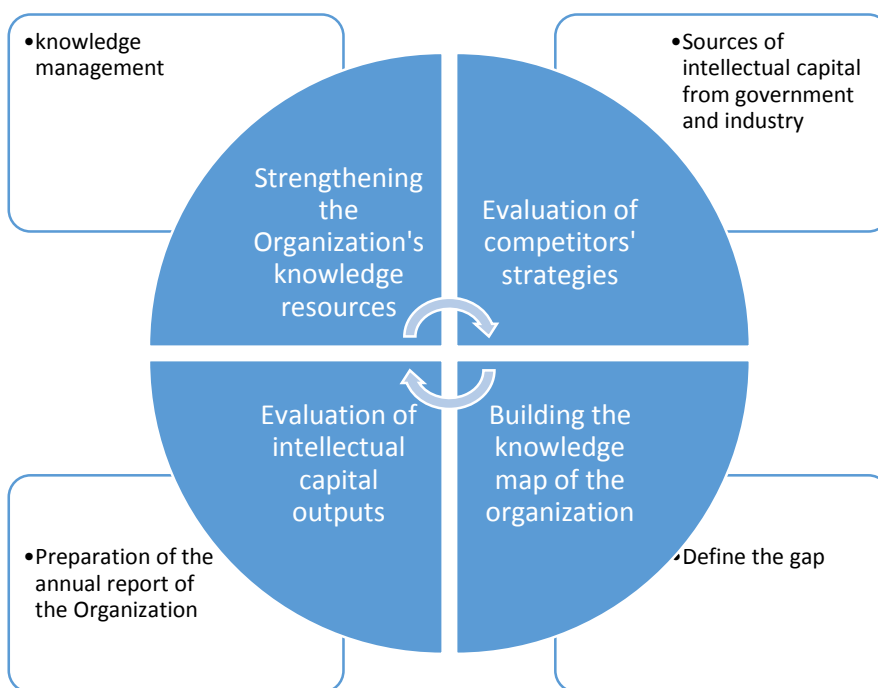 •knowledge
management
•Sources of
intellectual capital
from government
and industry
Strengthening
the
Organization's
knowledge
resources
Evaluation of
competitors'
strategies
Evaluation of
intellectual
capital
outputs
Building the
knowledge
map of the
organization
•Preparation of the
annual report of
the Organization
•Define the gap